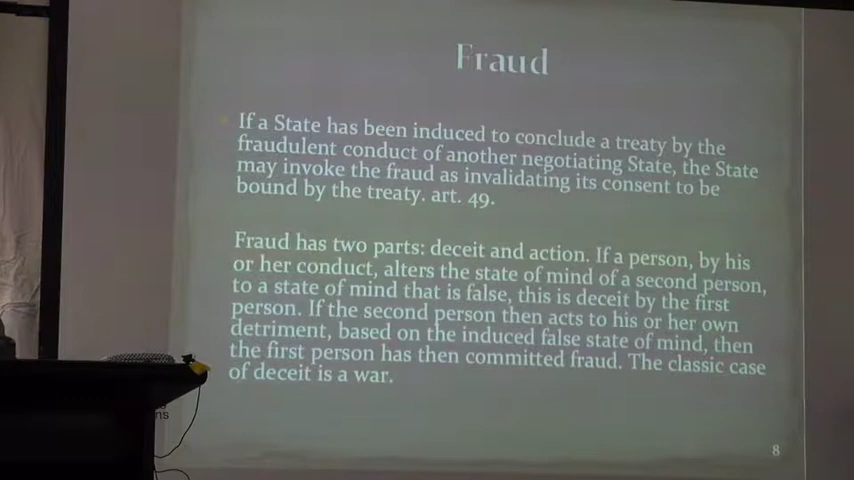 Fraud
If a State has been induced to conclude a treaty by the
fraudulent conduct of another negotiating State, the State
may invoke the fraud as invalidating its consent to be
bound by the treaty. art. 49.
Fraud has two parts: deceit and action. If a person, by his
or her conduct, alters the state of mind of a second person,
to a state of mind that is false, this is deceit by the first
person. If the second person then acts to his or her own
detriment, based on the induced false state of mind, then
the first person has then committed fraud. The classic case
of deceit is a war.
8